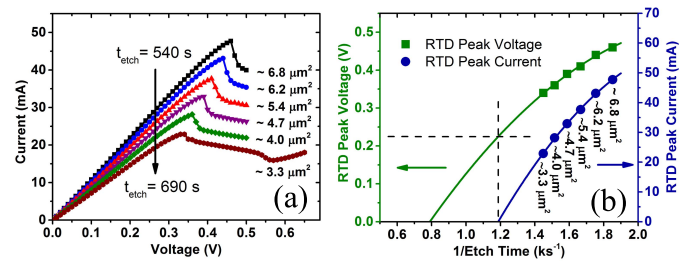 50
40
30
20
10
0
Current (mA)
t_etch = 540 s
t_etch = 690 s
~ 6.8 μm²
~ 6.2 μm²
~ 5.4 μm²
~ 4.7 μm²
~ 4.0 μm²
~ 3.3 μm²
(a)
0.0 0.1 0.2 0.3 0.4 0.5 0.6 0.7
Voltage (V)
RTD Peak Voltage (V)
0.5
0.4
0.3
0.2
0.1
0.0
RTD Peak Voltage
RTD Peak Current
~3.3 μm²
~4.0 μm²
~4.7 μm²
~5.4 μm²
~6.2 μm²
~ 6.8 μm²
(b)
0.6 0.8 1.0 1.2 1.4 1.6 1.8 2.0
1/Etch Time (ks⁻¹)
70
60
50
40
30
20
10
0
RTD Peak Current (mA)